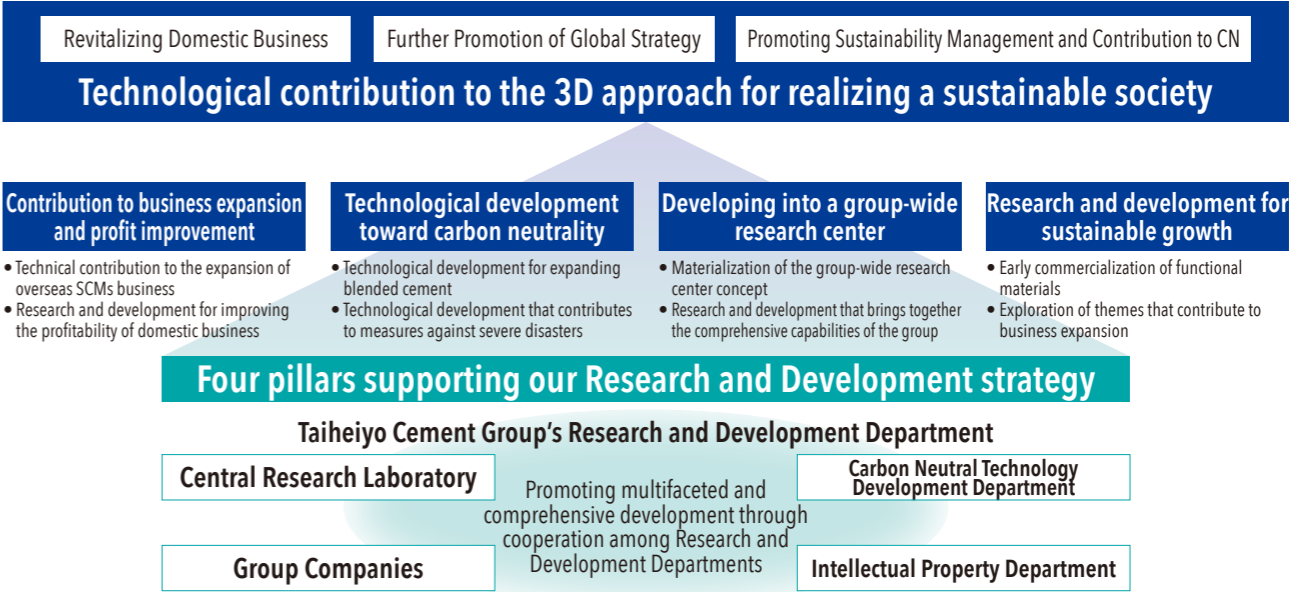 Revitalizing Domestic Business
Further Promotion of Global Strategy
Promoting Sustainability Management and Contribution to CN
Technological contribution to the 3D approach for realizing a sustainable society
Contribution to business expansion
and profit improvement
• Technical contribution to the expansion of
overseas SCMs business
• Research and development for improving
the profitability of domestic business
Technological development
toward carbon neutrality
• Technological development for expanding
blended cement
• Technological development that contributes
to measures against severe disasters
Developing into a group-wide
research center
• Materialization of the group-wide research
center concept
• Research and development that brings together
the comprehensive capabilities of the group
Research and development for
sustainable growth
• Early commercialization of functional
materials
• Exploration of themes that contribute to
business expansion
Four pillars supporting our Research and Development strategy
Taiheiyo Cement Group’s Research and Development Department
Central Research Laboratory
Carbon Neutral Technology
Development Department
Promoting multifaceted and
comprehensive development through
cooperation among Research and
Development Departments
Group Companies
Intellectual Property Department